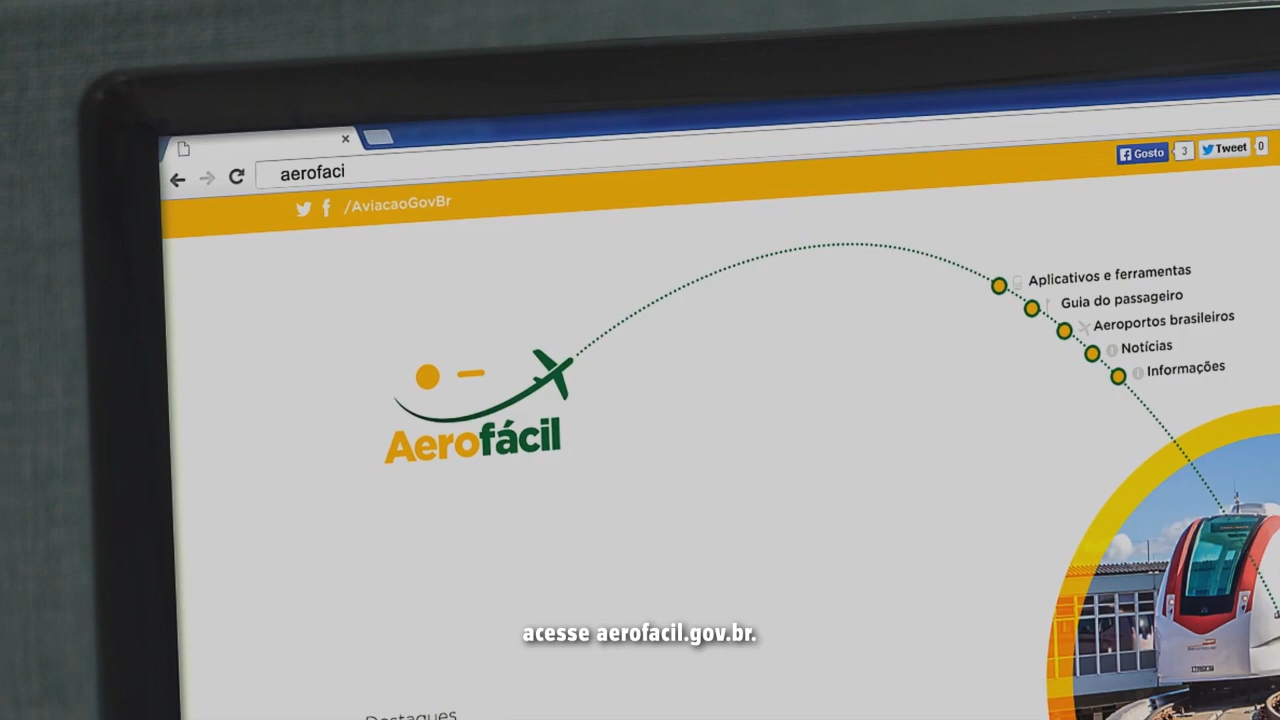 aerofaci
/AviacaoGovBr
Gosto 3 Tweet 0
Aplicativos e ferramentas
Guia do passageiro
Aeroportos brasileiros
Notícias
Informações
Aerofácil
acesse aerofacil.gov.br.
Destaques